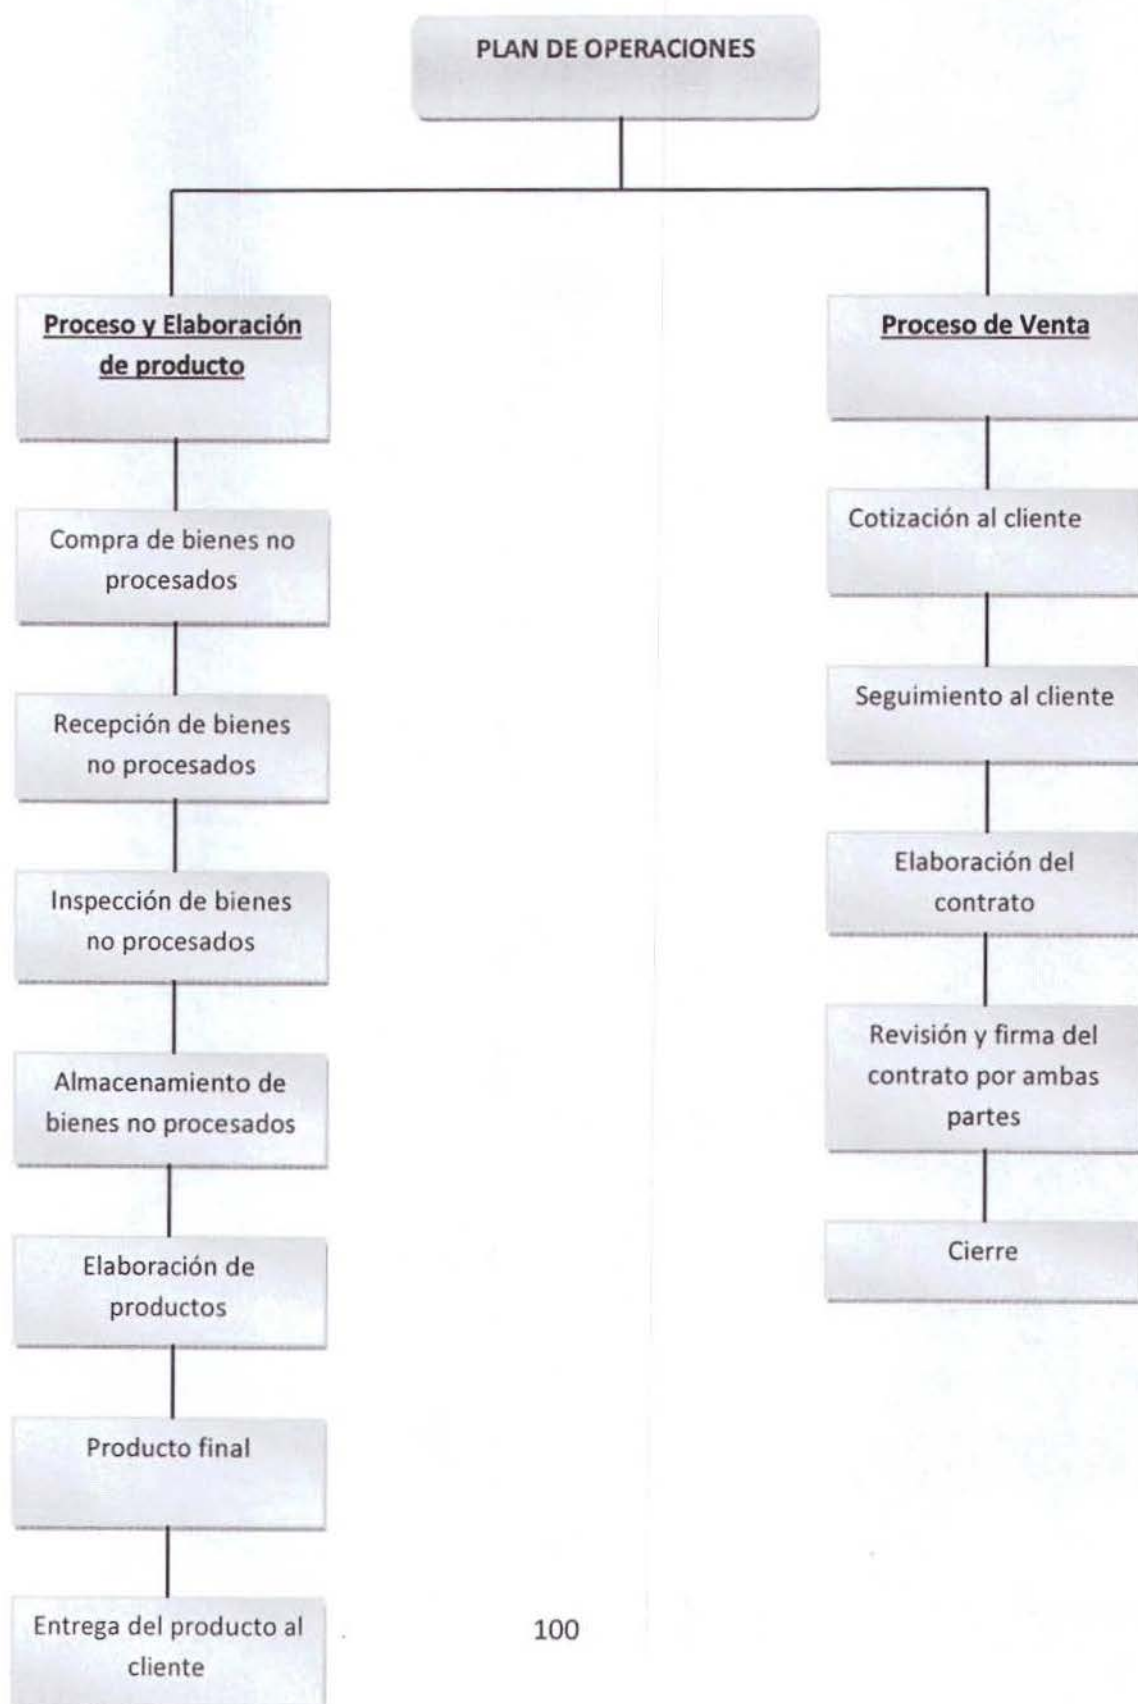 PLAN DE OPERACIONES
Proceso y Elaboración
de producto
Compra de bienes no
procesados
Recepción de bienes
no procesados
Inspección de bienes
no procesados
Almacenamiento de
bienes no procesados
Elaboración de
productos
Producto final
Entrega del producto al
cliente
Proceso de Venta
Cotización al cliente
Seguimiento al cliente
Elaboración del
contrato
Revisión y firma del
contrato por ambas
partes
Cierre
100